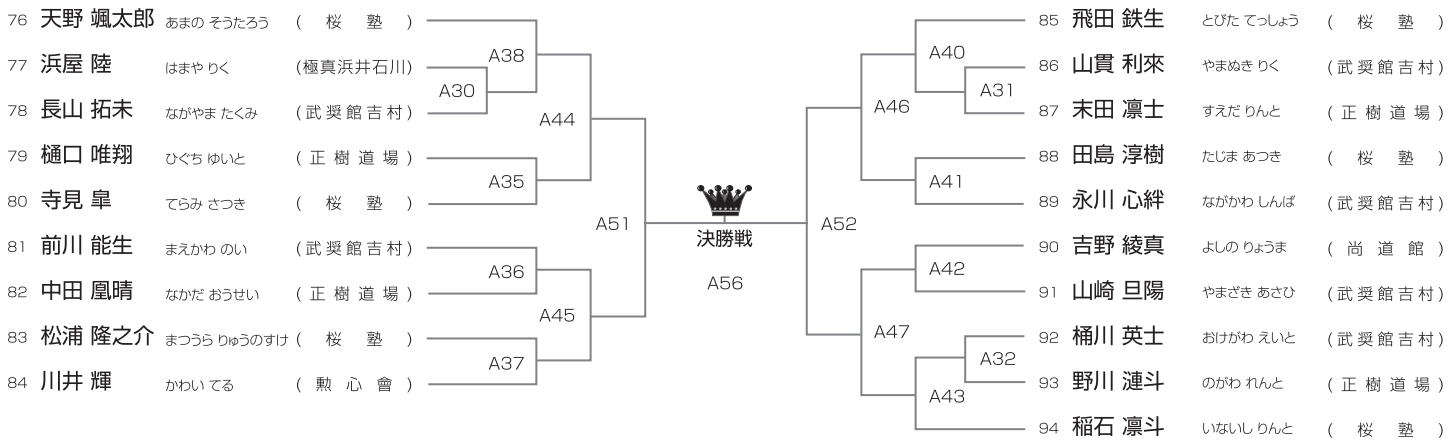 76 天野 颯太郎 あまの そうたろう (桜塾)
77 浜屋 陸 はまや りく (極真浜井石川)
78 長山 拓未 ながやま たくみ (武奨館吉村)
79 樋口 唯翔 ひぐち ゆいと (正樹道場)
80 寺見 皐 てらみ さつき (桜塾)
81 前川 能生 まえかわ のい (武奨館吉村)
82 中田 凰晴 なかだ おうせい (正樹道場)
83 松浦 隆之介 まつうら りゅうのすけ (桜塾)
84 川井 輝 かわい てる (勲心會)
A38
A30
A44
A35
A51
A36
A45
A37
決勝戦
A56
A40
A31
A46
A41
A52
A42
A47
A32
A43
85 飛田 鉄生 とびた てっしょう (桜塾)
86 山貫 利來 やまぬき りく (武奨館吉村)
87 末田 凛士 すえだ りんと (正樹道場)
88 田島 淳樹 たじま あつき (桜塾)
89 永川 心絆 ながかわ しんば (武奨館吉村)
90 吉野 綾真 よしの りょうま (尚道館)
91 山崎 旦陽 やまざき あさひ (武奨館吉村)
92 桶川 英士 おけがわ えいと (武奨館吉村)
93 野川 漣斗 のがわ れんと (正樹道場)
94 稲石 凛斗 いないし りんと (桜塾)